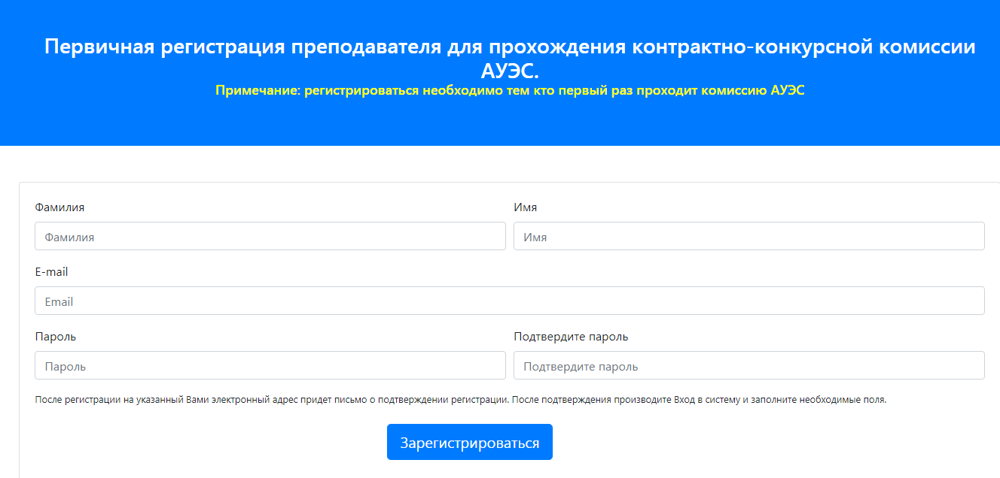 Первичная регистрация преподавателя для прохождения контрактно-конкурсной комиссии
АУЭС.
Примечание: регистрироваться необходимо тем кто первый раз проходит комиссию АУЭС
Фамилия Имя
Фамилия Имя
E-mail
Email
Пароль Подтвердите пароль
Пароль Подтвердите пароль
После регистрации на указанный Вами электронный адрес придет письмо о подтверждении регистрации. После подтверждения производите Вход в систему и заполните необходимые поля.
Зарегистрироваться